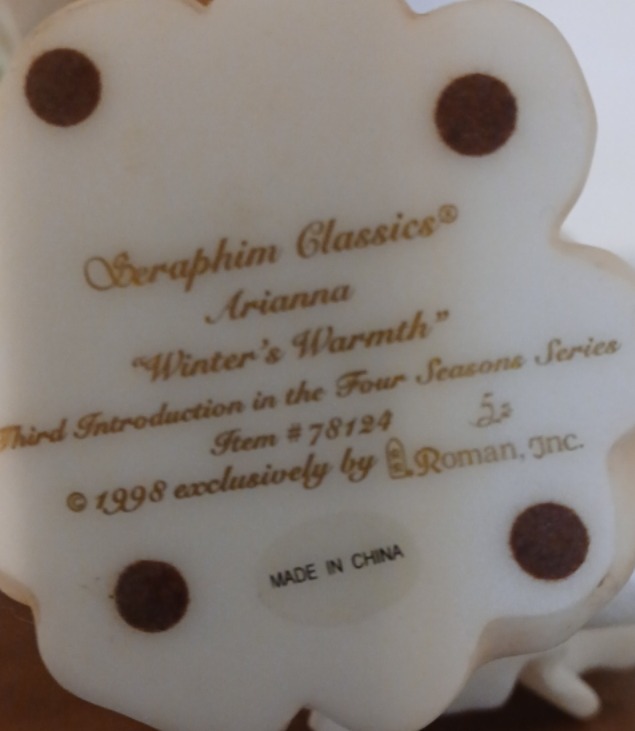 Seraphim Classics®
Arianna
"Winter's Warmth"
Third Introduction in the Four Seasons Series
Item # 78124
© 1998 exclusively by Roman, Inc.
MADE IN CHINA